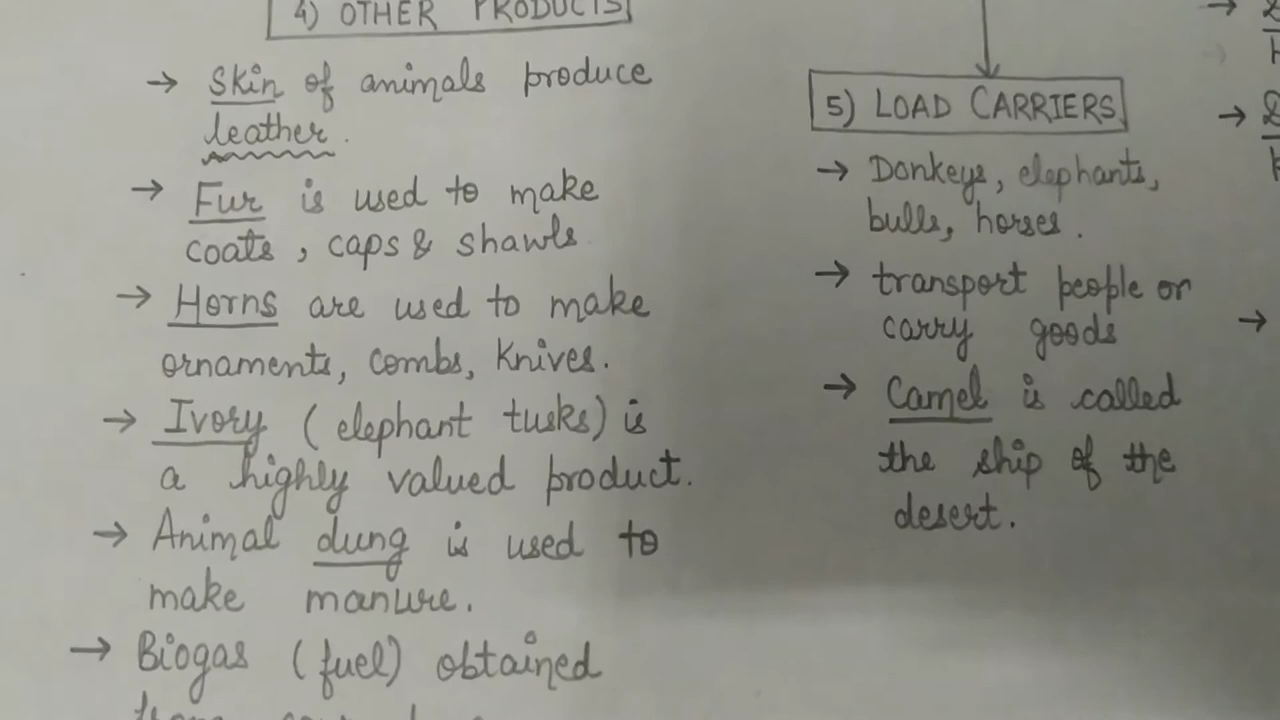 4) OTHER PRODUCTS
→ Skin of animals produce
leather.
→ Fur is used to make
coats, caps & shawls
→ Horns are used to make
ornaments, combs, Knives.
→ Ivory (elephant tusks) is
a highly valued product.
→ Animal dung is used to
make manure.
→ Biogas (fuel) obtained
5) LOAD CARRIERS
→ Donkeys, elephants,
bulls, horses.
→ transport people or
carry goods
→ Camel is called
the ship of the
desert.